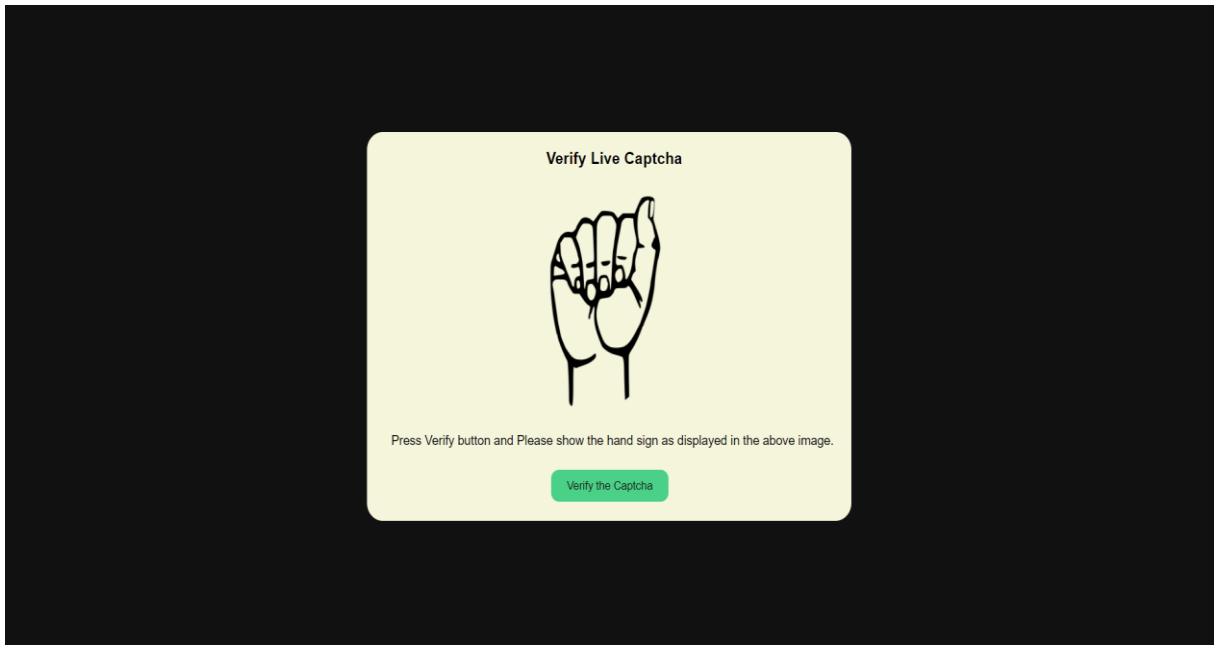 Verify Live Captcha
Press Verify button and Please show the hand sign as displayed in the above image.
Verify the Captcha